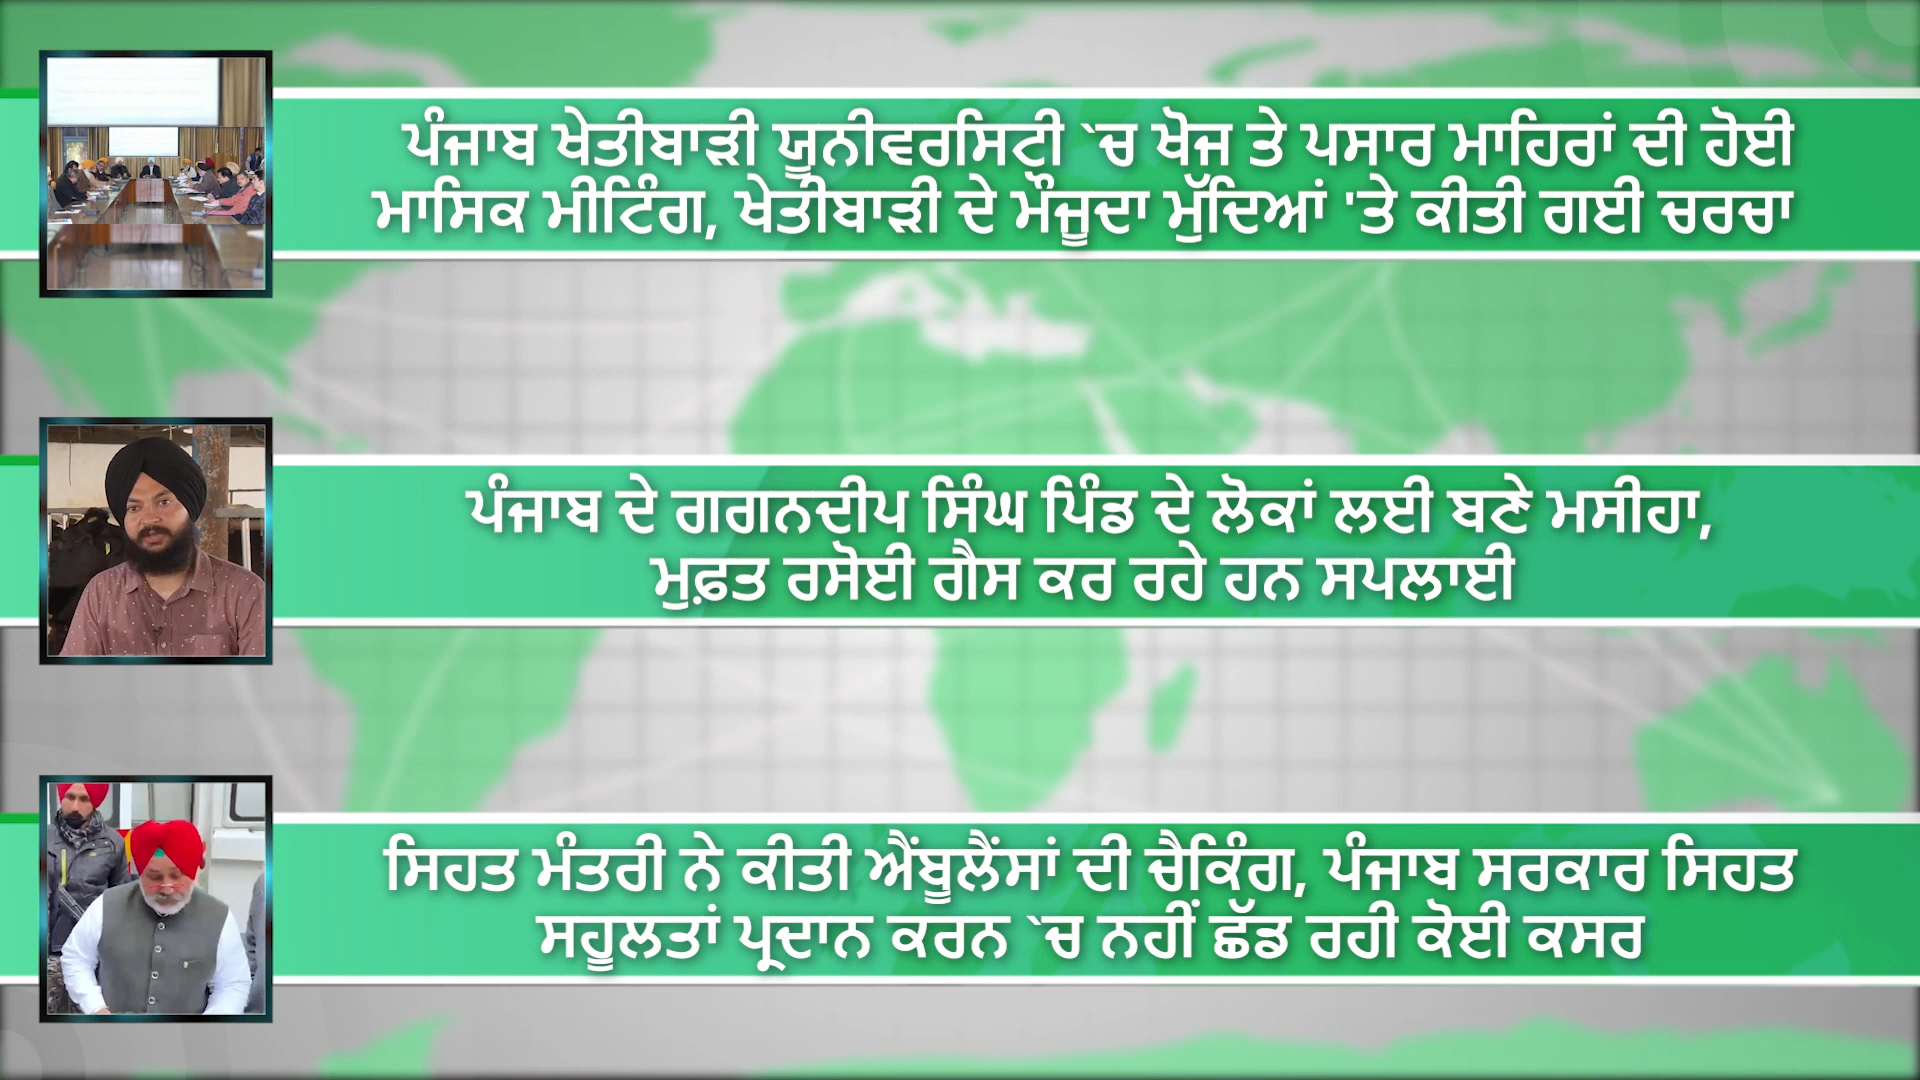 ਪੰਜਾਬ ਖੇਤੀਬਾੜੀ ਯੂਨੀਵਰਸਿਟੀ `ਚ ਖੋਜ ਤੇ ਪਸਾਰ ਮਾਹਿਰਾਂ ਦੀ ਹੋਈ
ਮਾਸਿਕ ਮੀਟਿੰਗ, ਖੇਤੀਬਾੜੀ ਦੇ ਮੌਜੂਦਾ ਮੁੱਦਿਆਂ 'ਤੇ ਕੀਤੀ ਗਈ ਚਰਚਾ
ਪੰਜਾਬ ਦੇ ਗਗਨਦੀਪ ਸਿੰਘ ਪਿੰਡ ਦੇ ਲੋਕਾਂ ਲਈ ਬਣੇ ਮਸੀਹਾ,
ਮੁਫ਼ਤ ਰਸੋਈ ਗੈਸ ਕਰ ਰਹੇ ਹਨ ਸਪਲਾਈ
ਸਿਹਤ ਮੰਤਰੀ ਨੇ ਕੀਤੀ ਐਂਬੂਲੈਂਸਾਂ ਦੀ ਚੈਕਿੰਗ, ਪੰਜਾਬ ਸਰਕਾਰ ਸਿਹਤ
ਸਹੂਲਤਾਂ ਪ੍ਰਦਾਨ ਕਰਨ `ਚ ਨਹੀਂ ਛੱਡ ਰਹੀ ਕੋਈ ਕਸਰ